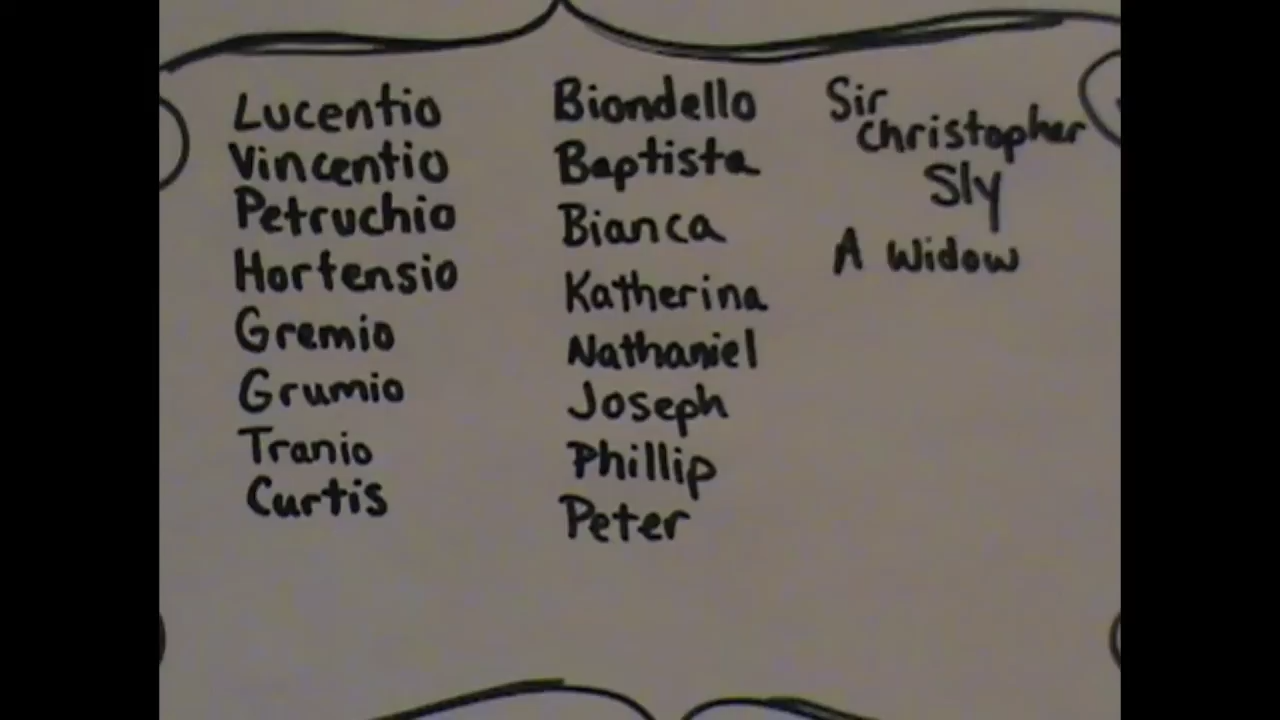 Lucentio
Vincentio
Petruchio
Hortensio
Gremio
Grumio
Tranio
Curtis
Biondello
Baptista
Bianca
Katherina
Nathaniel
Joseph
Phillip
Peter
Sir
Christopher
Sly
A Widow